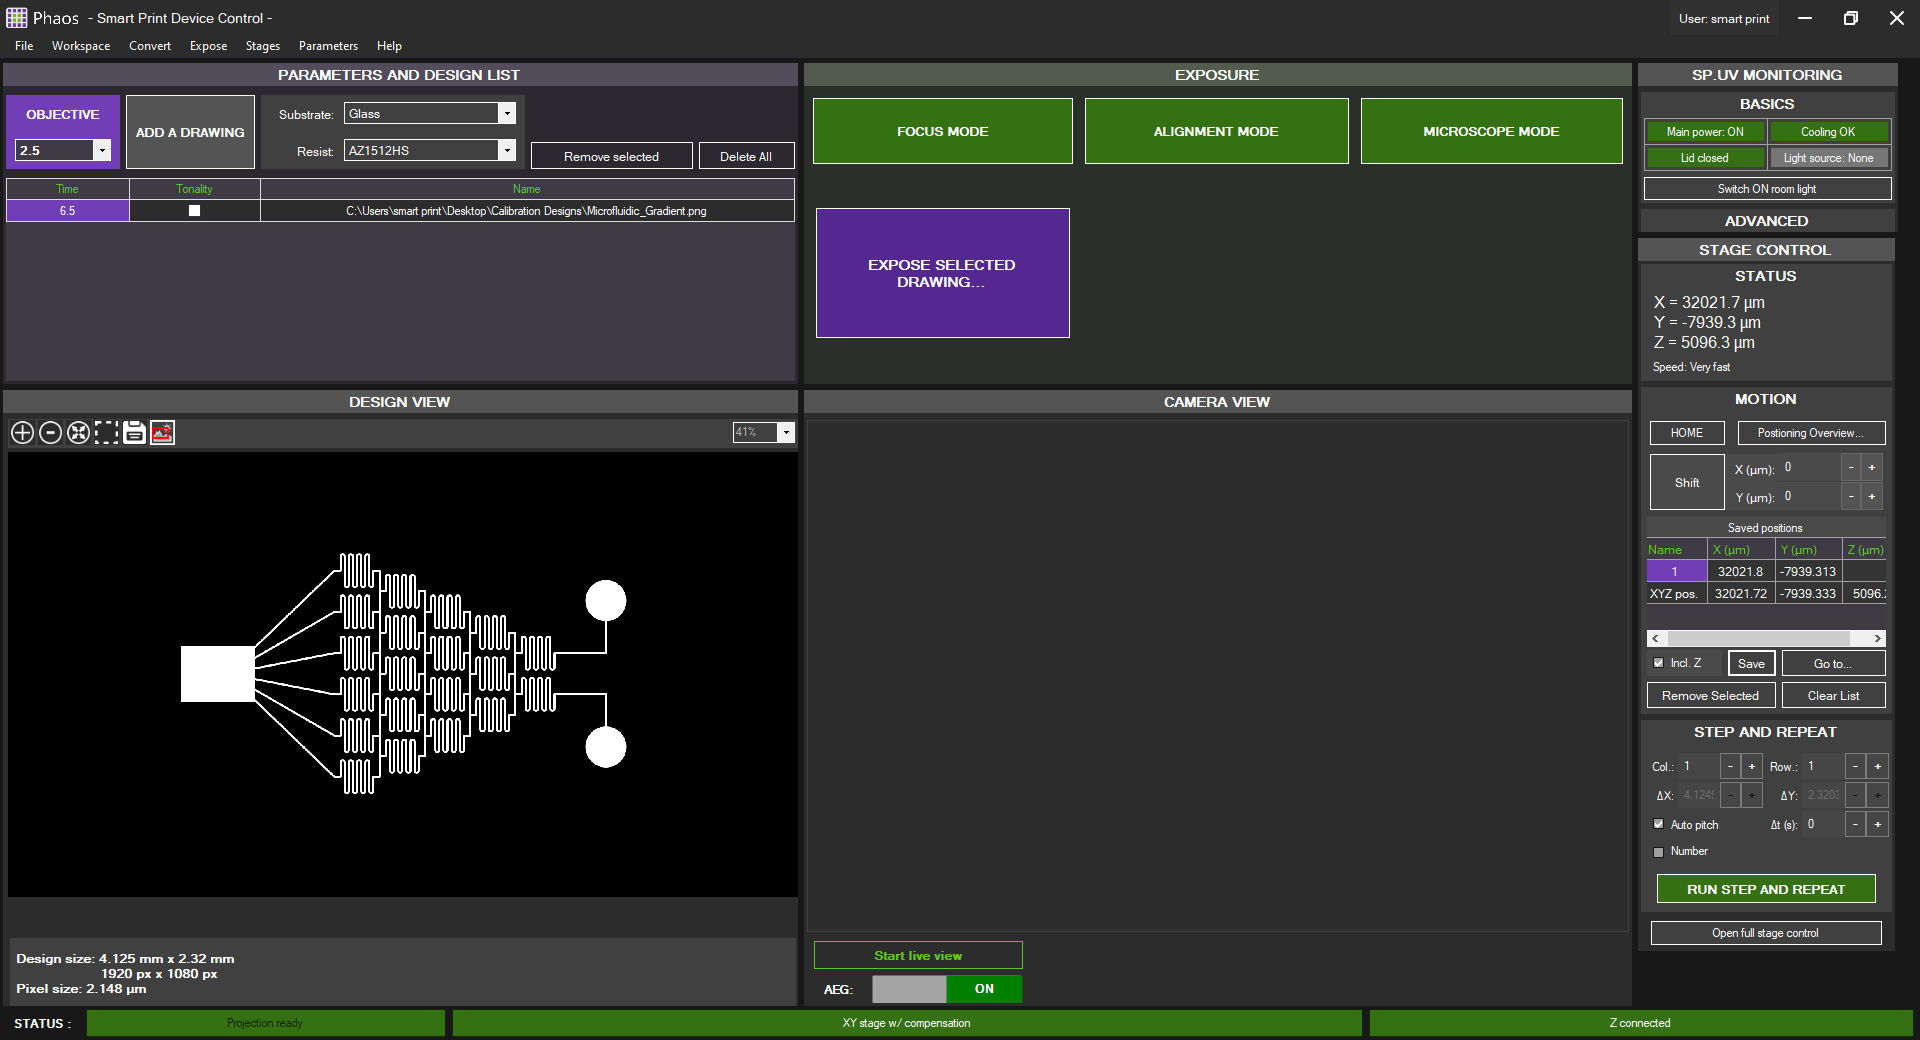 Phaos - Smart Print Device Control -
User: smart print
File Workspace Convert Expose Stages Parameters Help
PARAMETERS AND DESIGN LIST
OBJECTIVE
2.5
ADD A DRAWING
Substrate: Glass
Resist: AZ1512HS
Remove selected
Delete All
Time Tonality Name
6.5 C:\Users\smart print\Desktop\Calibration Designs\Microfluidic_Gradient.png
EXPOSURE
FOCUS MODE
ALIGNMENT MODE
MICROSCOPE MODE
EXPOSE SELECTED
DRAWING...
DESIGN VIEW
41%
Design size: 4.125 mm x 2.32 mm
1920 px x 1080 px
Pixel size: 2.148 µm
CAMERA VIEW
Start live view
AEG: ON
SP.UV MONITORING
BASICS
Main power: ON Cooling OK
Lid closed Light source: None
Switch ON room light
ADVANCED
STAGE CONTROL
STATUS
X = 32021.7 µm
Y = -7939.3 µm
Z = 5096.3 µm
Speed: Very fast
MOTION
HOME Postioning Overview...
Shift
X (µm): 0 - +
Y (µm): 0 - +
Saved positions
Name X (µm) Y (µm) Z (µm)
1 32021.8 -7939.313
XYZ pos. 32021.72 -7939.333 5096.
Incl. Z Save Go to...
Remove Selected Clear List
STEP AND REPEAT
Col.: 1 - + Row.: 1 - +
ΔX: 4.1249 - + ΔY: 2.3203 - +
Auto pitch Δt (s): 0 - +
Number
RUN STEP AND REPEAT
Open full stage control
STATUS : Projection ready XY stage w/ compensation Z connected